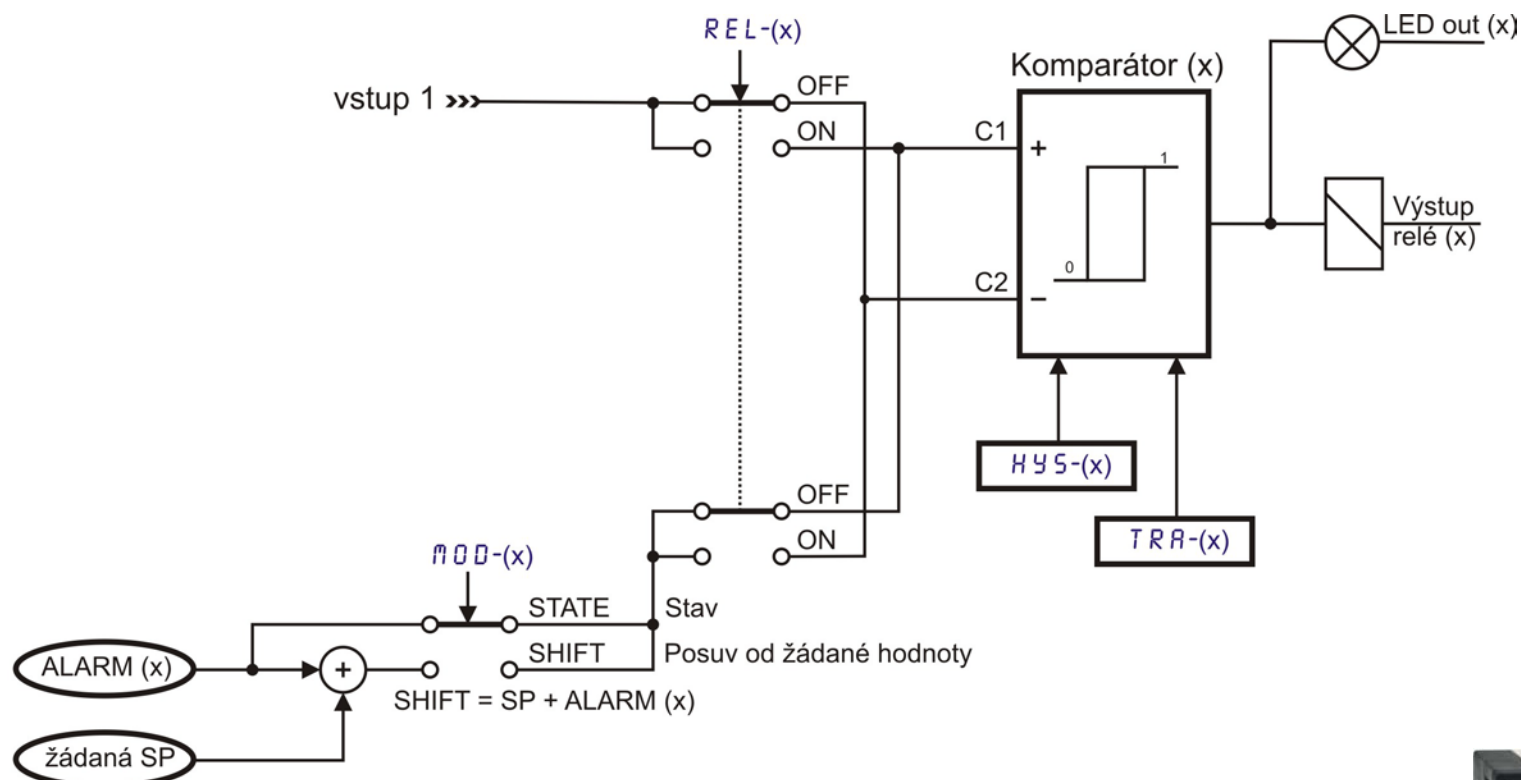 REL-(x)
LED out (x)
Komparátor (x)
vstup 1
OFF
ON
C1
+
1
0
C2
−
Výstup
relé (x)
HYS-(x)
TRA-(x)
OFF
ON
MOD-(x)
STATE
Stav
SHIFT
Posuv od žádané hodnoty
ALARM (x)
+
SHIFT = SP + ALARM (x)
žádaná SP